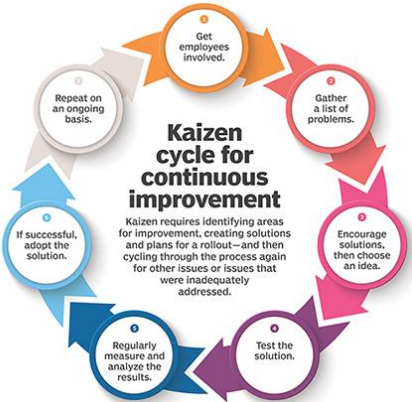 Kaizen
cycle for
continuous
improvement
Kaizen requires identifying areas
for improvement, creating solutions
and plans for a rollout—and then
cycling through the process again
for other issues or issues that
were inadequately
addressed.
1
Get
employees
involved.
2
Gather
a list of
problems.
3
Encourage
solutions,
then choose
an idea.
4
Test the
solution.
5
Regularly
measure and
analyze the
results.
6
If successful,
adopt the
solution.
7
Repeat on
an ongoing
basis.